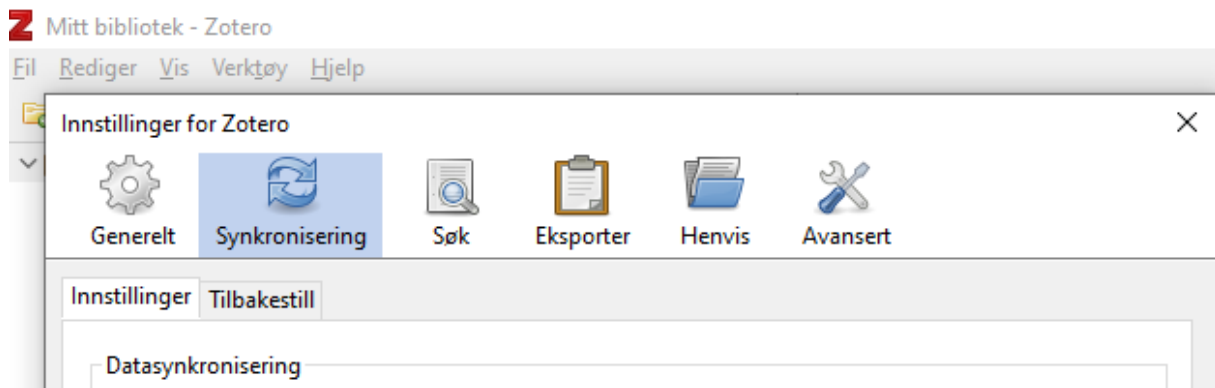 Mitt bibliotek - Zotero
Fil Rediger Vis Verktøy Hjelp
Innstillinger for Zotero
Generelt Synkronisering Søk Eksporter Henvis Avansert
Innstillinger Tilbakestill
Datasynkronisering